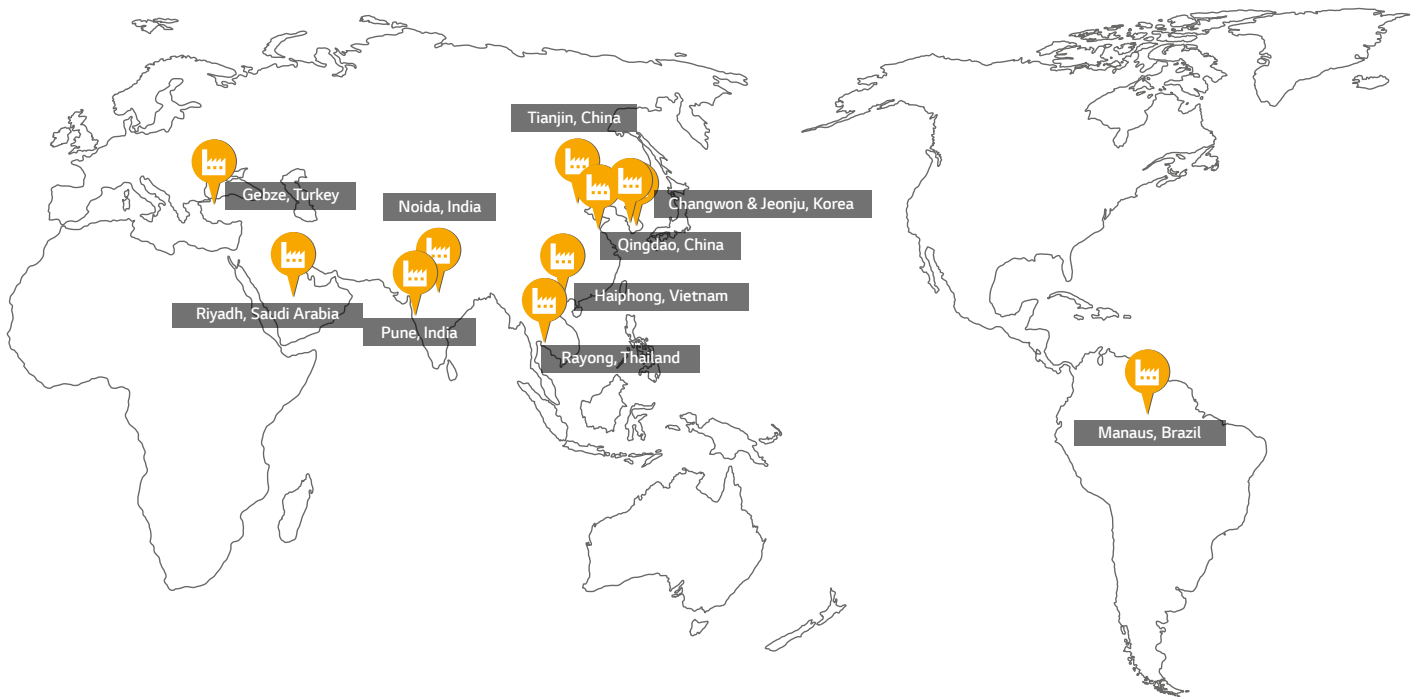 Tianjin, China
Gebze, Turkey
Noida, India
Changwon & Jeonju, Korea
Qingdao, China
Haiphong, Vietnam
Riyadh, Saudi Arabia
Pune, India
Rayong, Thailand
Manaus, Brazil